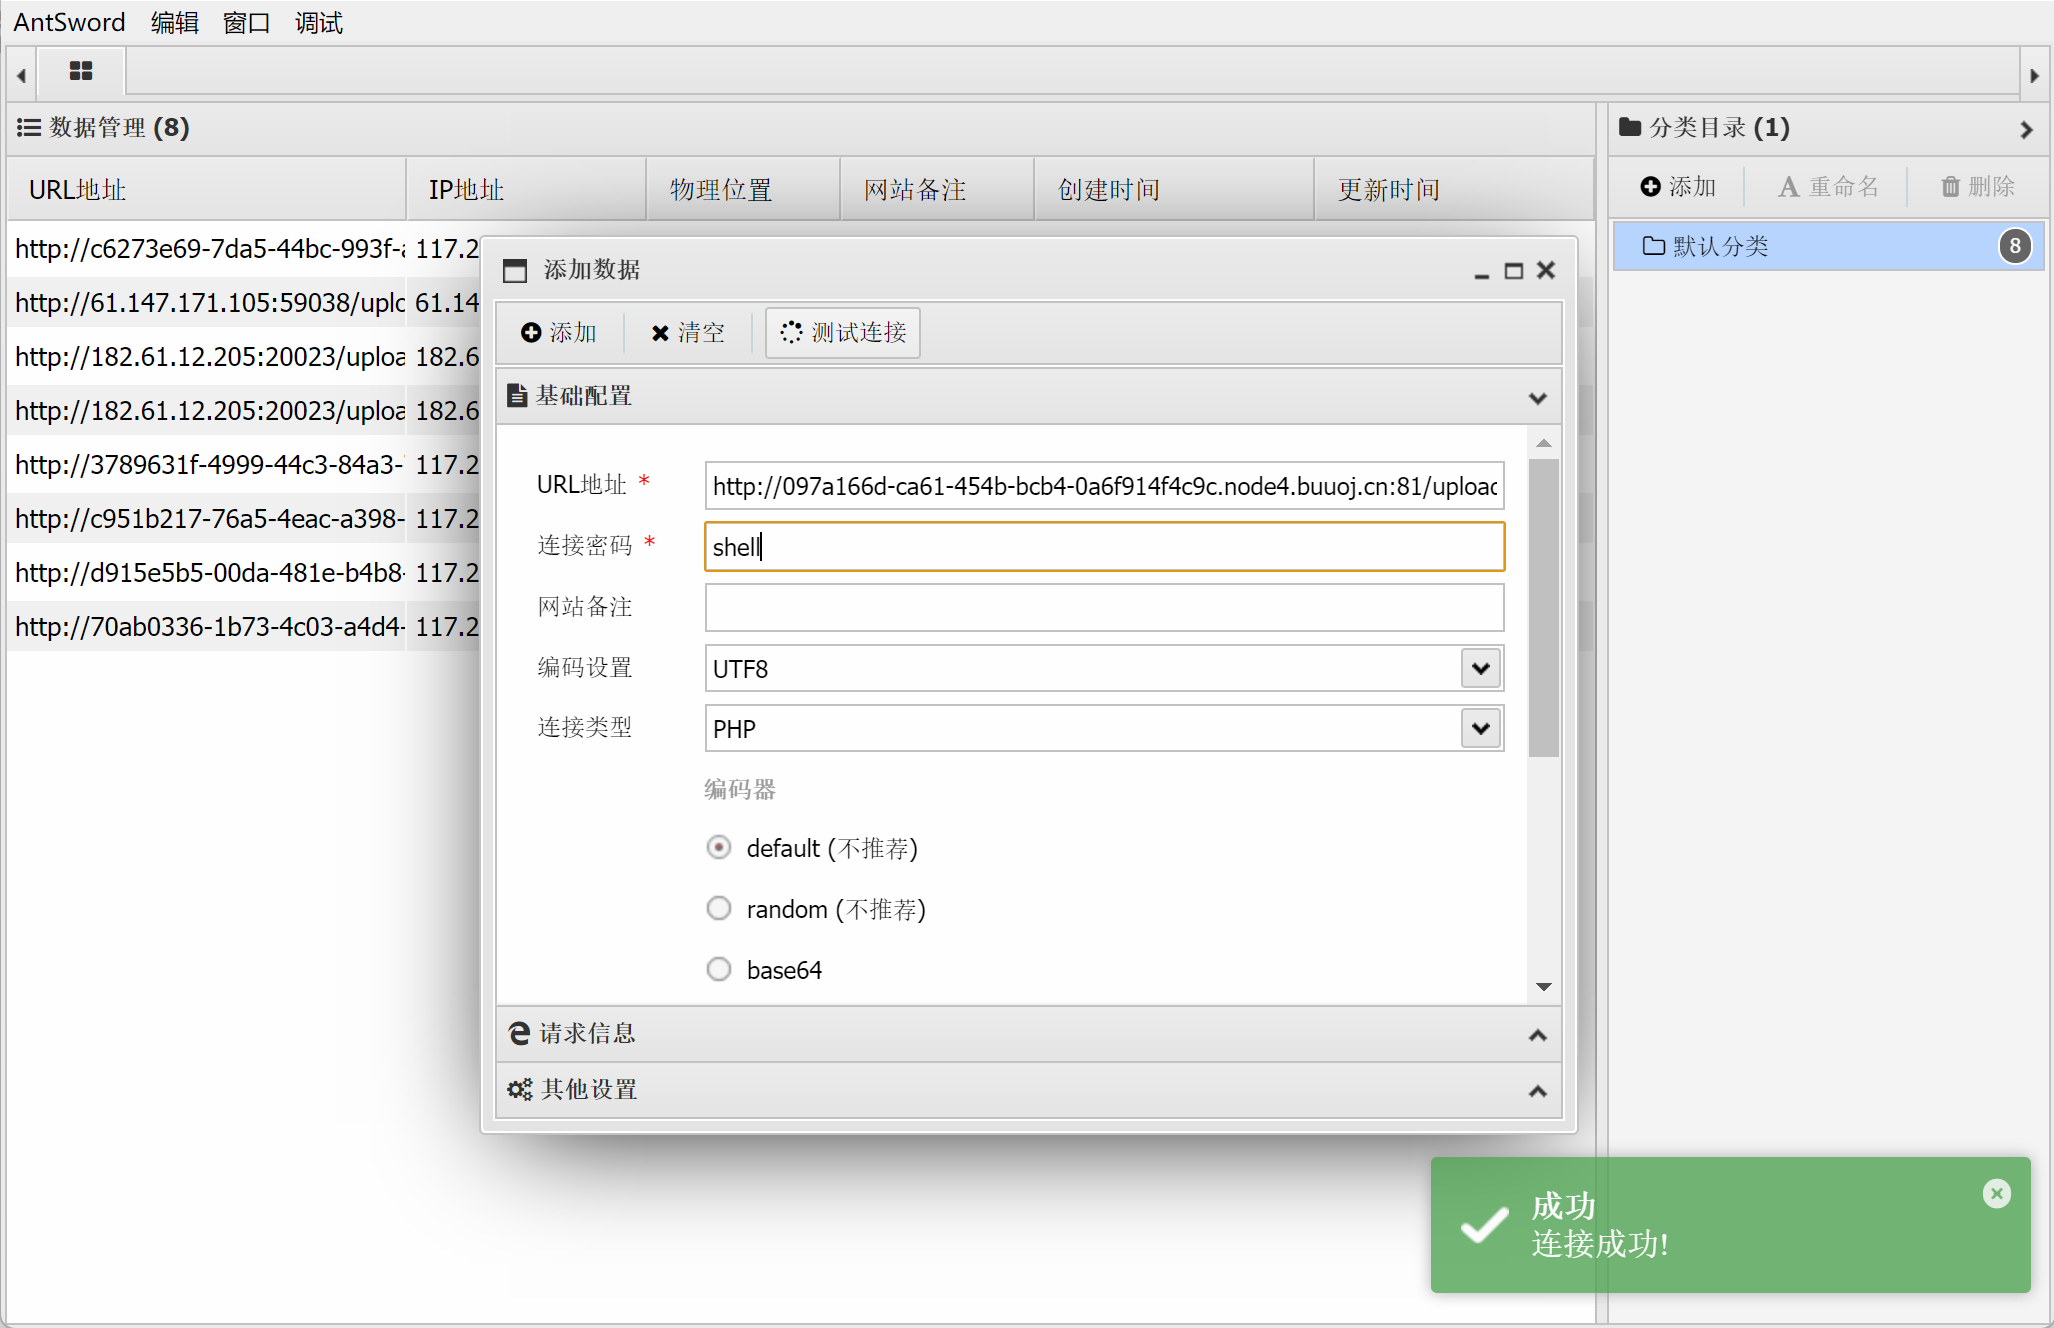 AntSword 编辑 窗口 调试
数据管理 (8)
URL地址 IP地址 物理位置 网站备注 创建时间 更新时间
http://c6273e69-7da5-44bc-993f- 117.2
http://61.147.171.105:59038/uplo 61.14
http://182.61.12.205:20023/uploa 182.6
http://182.61.12.205:20023/uploa 182.6
http://3789631f-4999-44c3-84a3- 117.2
http://c951b217-76a5-4eac-a398- 117.2
http://d915e5b5-00da-481e-b4b8- 117.2
http://70ab0336-1b73-4c03-a4d4- 117.2
添加数据
添加 清空 测试连接
基础配置
URL地址 * http://097a166d-ca61-454b-bcb4-0a6f914f4c9c.node4.buuoj.cn:81/upload
连接密码 * shell
网站备注
编码设置 UTF8
连接类型 PHP
编码器
default (不推荐)
random (不推荐)
base64
请求信息
其他设置
分类目录 (1)
添加 重命名 删除
默认分类 8
成功
连接成功!